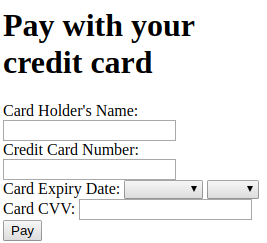 Pay with your
credit card
Card Holder's Name:
Credit Card Number:
Card Expiry Date:
Card CVV:
Pay